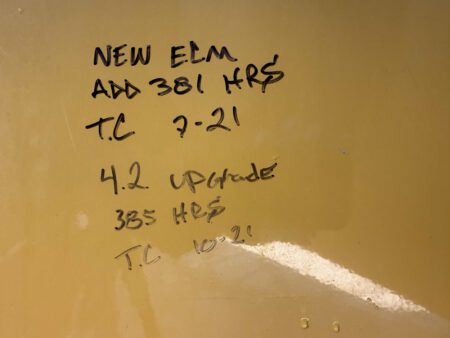 NEW ECM
ADD 381 HRS
T.C 7-21
4.2 UPGradE
385 HRS
T.C 10-21